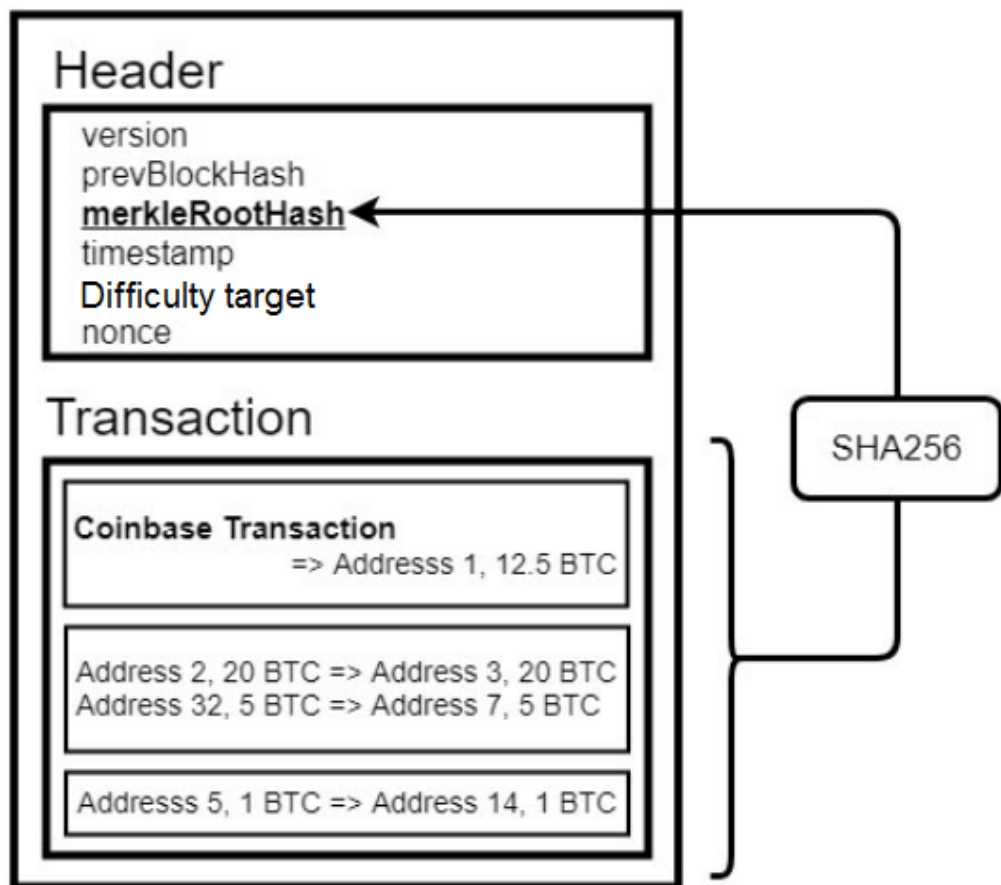 Header
version
prevBlockHash
merkleRootHash
timestamp
Difficulty target
nonce
Transaction
SHA256
Coinbase Transaction
=> Addresss 1, 12.5 BTC
Address 2, 20 BTC => Address 3, 20 BTC
Address 32, 5 BTC => Address 7, 5 BTC
Addresss 5, 1 BTC => Address 14, 1 BTC